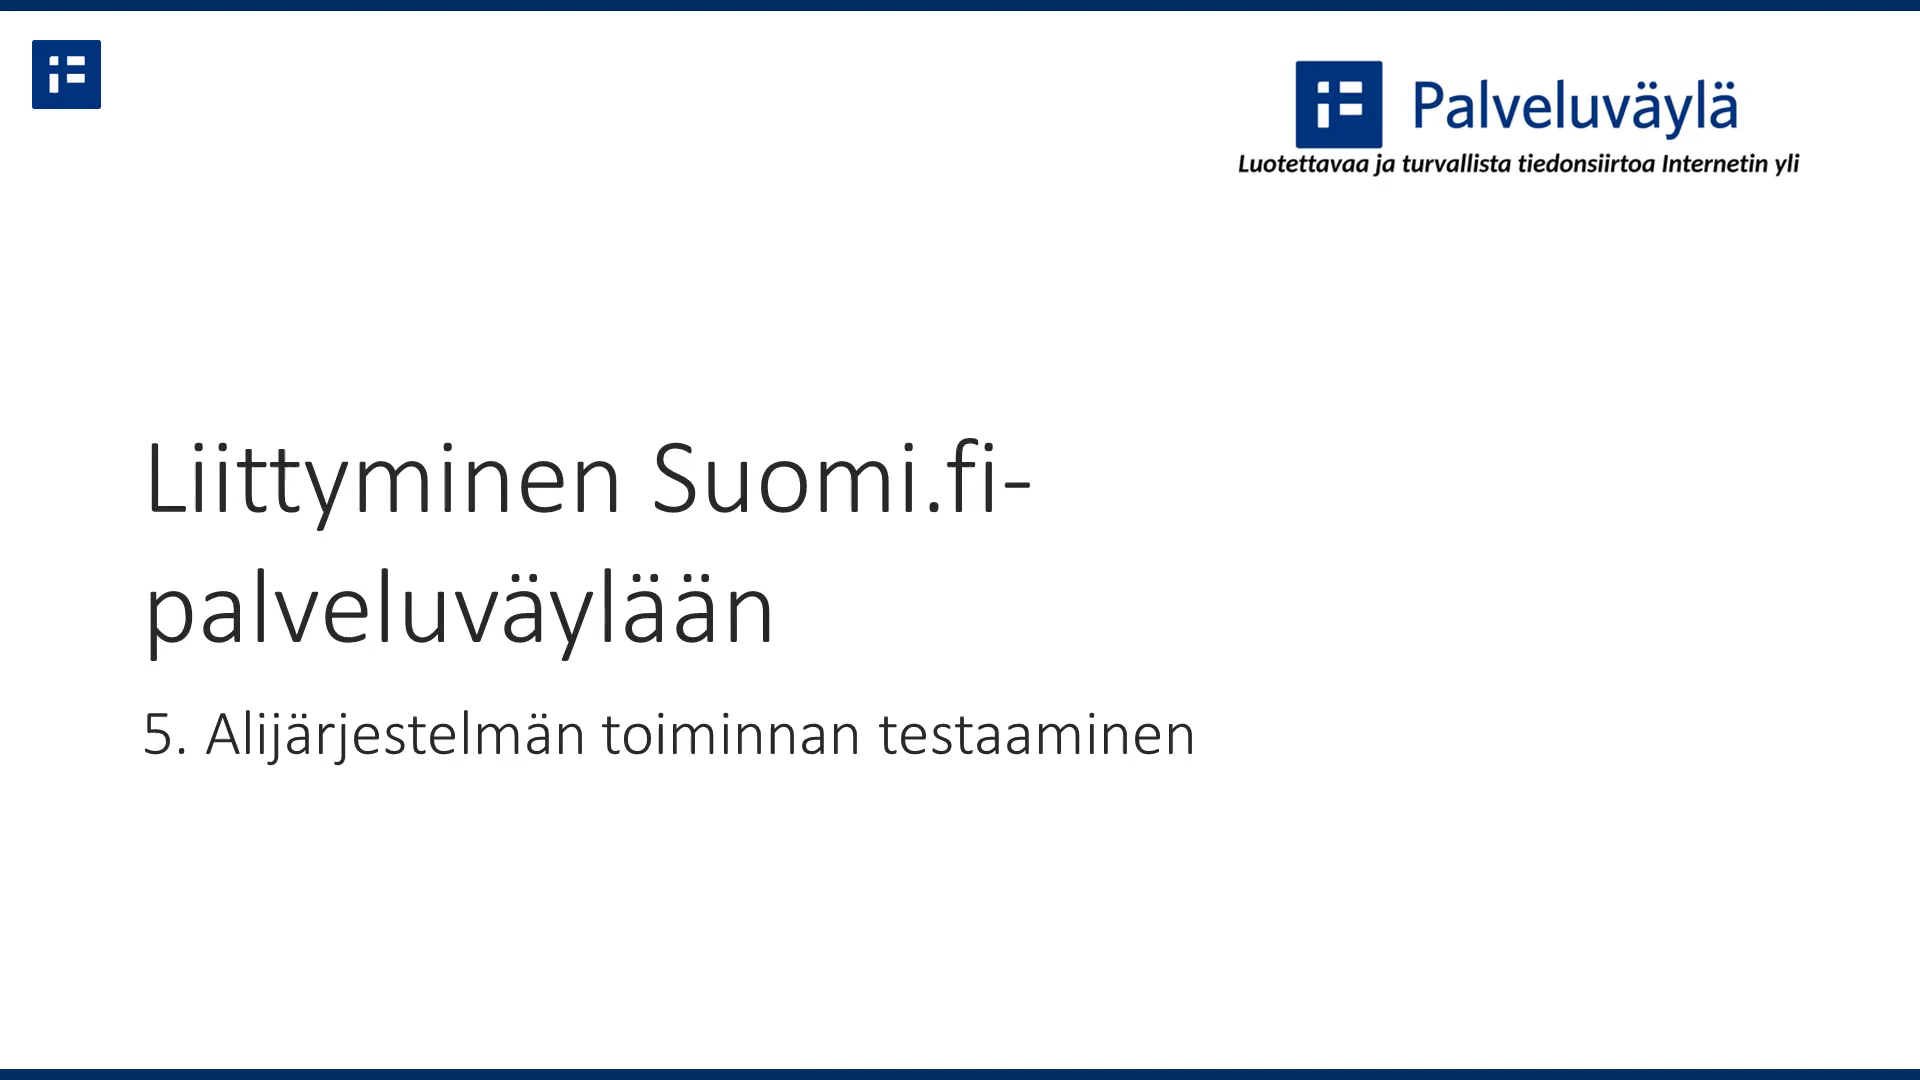 Palveluväylä
Luotettavaa ja turvallista tiedonsiirtoa Internetin yli
Liittyminen Suomi.fi-
palveluväylään
5. Alijärjestelmän toiminnan testaaminen